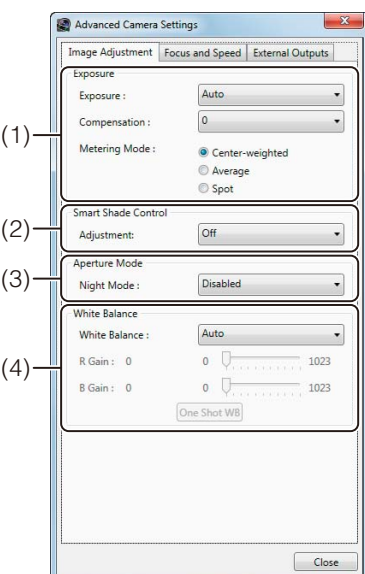 Advanced Camera Settings
Image Adjustment Focus and Speed External Outputs
Exposure
Exposure : Auto
(1)
Compensation : 0
Metering Mode : Center-weighted
Average
Spot
Smart Shade Control
(2)
Adjustment: Off
Aperture Mode
(3)
Night Mode : Disabled
White Balance
White Balance : Auto
(4)
R Gain : 0 0 1023
B Gain : 0 0 1023
One Shot WB
Close